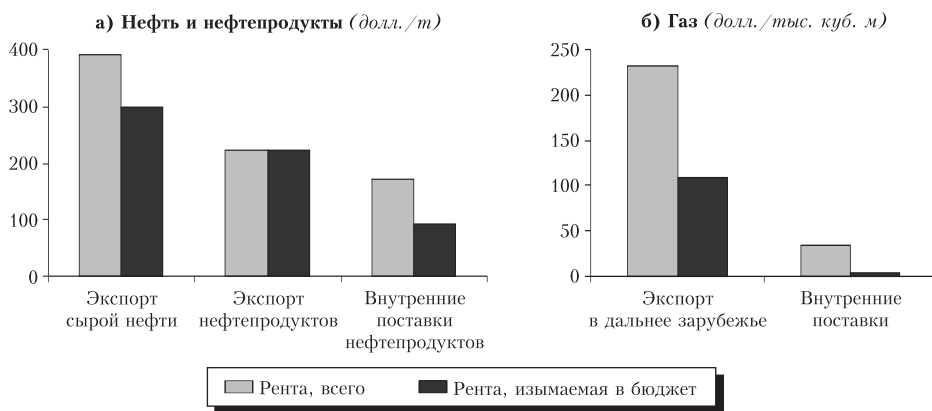 а) Нефть и нефтепродукты (долл./т)
400
300
200
100
0
Экспорт
сырой нефти
Экспорт
нефтепродуктов
Внутренние
поставки
нефтепродуктов
б) Газ (долл./тыс. куб. м)
250
200
150
100
50
0
Экспорт
в дальнее зарубежье
Внутренние
поставки
Рента, всего
Рента, изымаемая в бюджет